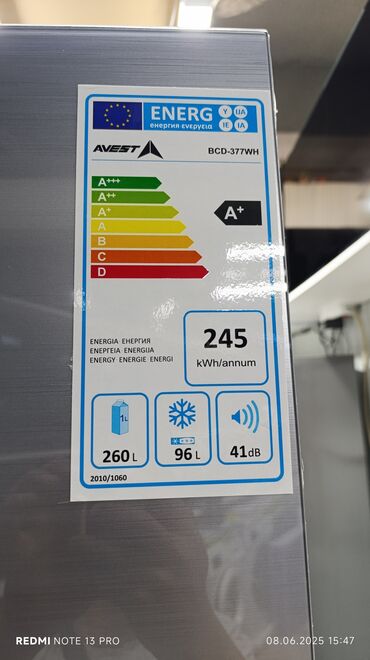 ENERG Y UA
енергия ενεργεια IE IA
AVEST BCD-377WH
A+++
A++
A+
A
B
C
D
A+
ENERGIA ЕНЕРГИЯ
ΕΝΕΡΓΕΙΑ ENERGIJA
ENERGY ENERGIE ENERGI
245
kWh/annum
1L
260 L
96 L
41dB
2010/1060
REDMI NOTE 13 PRO
08.06.2025 15:47